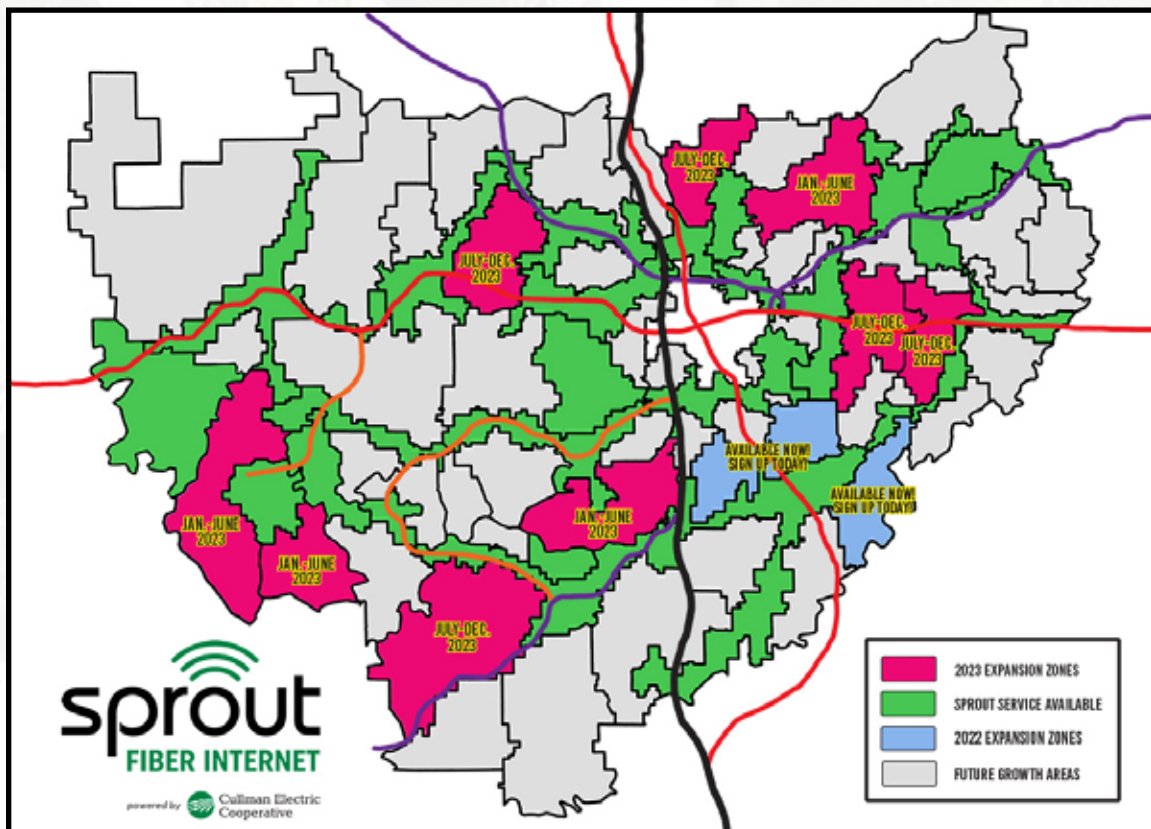 JULY-DEC.
2023
JAN.-JUNE
2023
JULY-DEC.
2023
JULY-DEC.
2023
JULY-DEC.
2023
AVAILABLE NOW!
SIGN UP TODAY!
AVAILABLE NOW!
SIGN UP TODAY!
JAN.-JUNE
2023
JAN.-JUNE
2023
JAN.-JUNE
2023
JULY-DEC.
2023
sprout
FIBER INTERNET
powered by Cullman Electric
Cooperative
2023 EXPANSION ZONES
SPROUT SERVICE AVAILABLE
2022 EXPANSION ZONES
FUTURE GROWTH AREAS